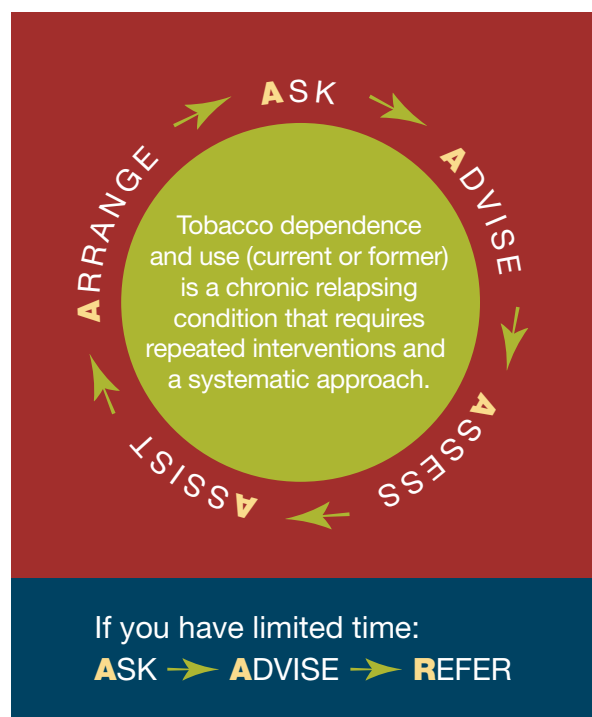 ASK
ADVISE
ASSESS
ASSIST
ARRANGE
Tobacco dependence
and use (current or former)
is a chronic relapsing
condition that requires
repeated interventions and
a systematic approach.
If you have limited time:
ASK ADVISE REFER